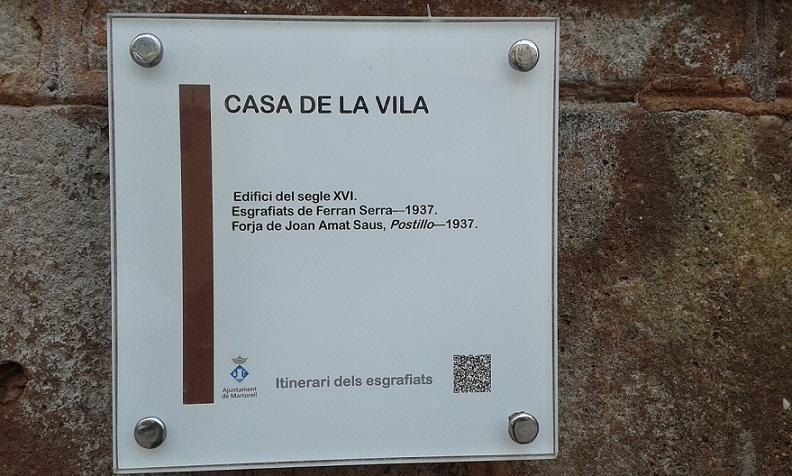 CASA DE LA VILA
Edifici del segle XVI.
Esgrafiats de Ferran Serra—1937.
Forja de Joan Amat Saus, Postillo—1937.
Ajuntament
de Martorell
Itinerari dels esgrafiats